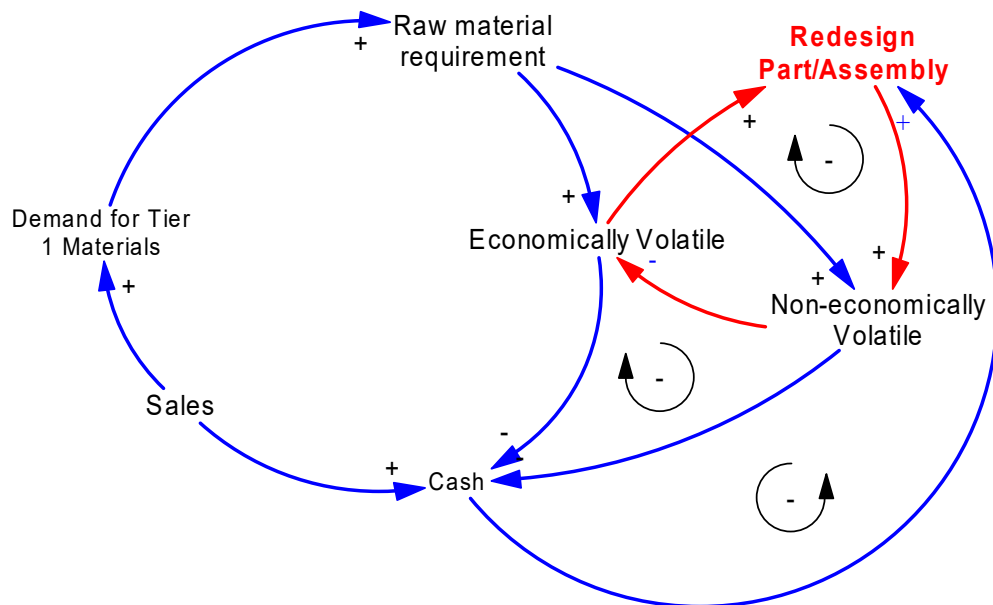 Raw material
requirement
+
Redesign
Part/Assembly
+
+
-
Demand for Tier
1 Materials
+
Economically Volatile
-
+
+
+
Non-economically
Volatile
-
Sales
+
-
Cash
-